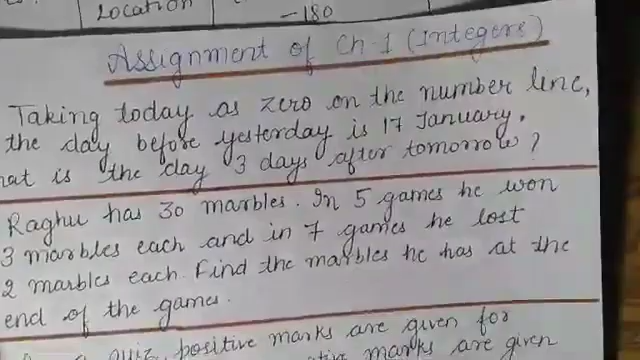 Location
-180
Assignment of Ch-1 (Integers)
Taking today as zero on the number line,
the day before yesterday is 17 January.
hat is the day 3 days after tomorrow?
Raghu has 30 marbles. In 5 games he won
3 marbles each and in 7 games he lost
2 marbles each. Find the marbles he has at the
end of the games.
quiz, positive marks are given for
marks are given